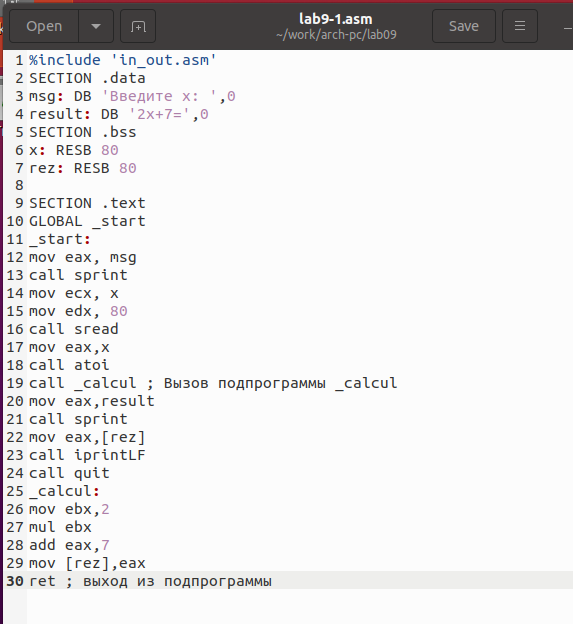 Open
lab9-1.asm
~/work/arch-pc/lab09
Save
1 %include 'in_out.asm'
2 SECTION .data
3 msg: DB 'Введите x: ',0
4 result: DB '2x+7=',0
5 SECTION .bss
6 x: RESB 80
7 rez: RESB 80
8
9 SECTION .text
10 GLOBAL _start
11 _start:
12 mov eax, msg
13 call sprint
14 mov ecx, x
15 mov edx, 80
16 call sread
17 mov eax,x
18 call atoi
19 call _calcul ; Вызов подпрограммы _calcul
20 mov eax,result
21 call sprint
22 mov eax,[rez]
23 call iprintLF
24 call quit
25 _calcul:
26 mov ebx,2
27 mul ebx
28 add eax,7
29 mov [rez],eax
30 ret ; выход из подпрограммы